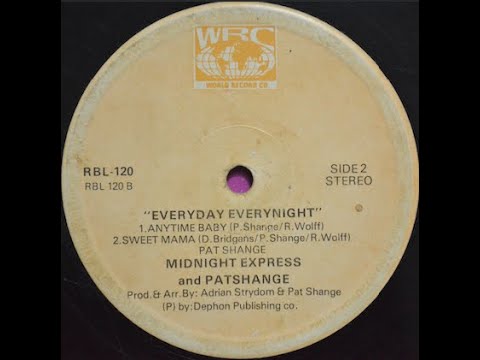 WRC
WORLD RECORD CO.
RBL-120
RBL 120 B
SIDE 2
STEREO
"EVERYDAY EVERYNIGHT"
1.ANYTIME BABY (P.Shange/R.Wolff)
2.SWEET MAMA (D.Bridgens/P.Shange/R.Wolff)
PAT SHANGE
MIDNIGHT EXPRESS
and PATSHANGE
Prod.& Arr.By: Adrian Strydom & Pat Shange
(P) by: Dephon Publishing co.